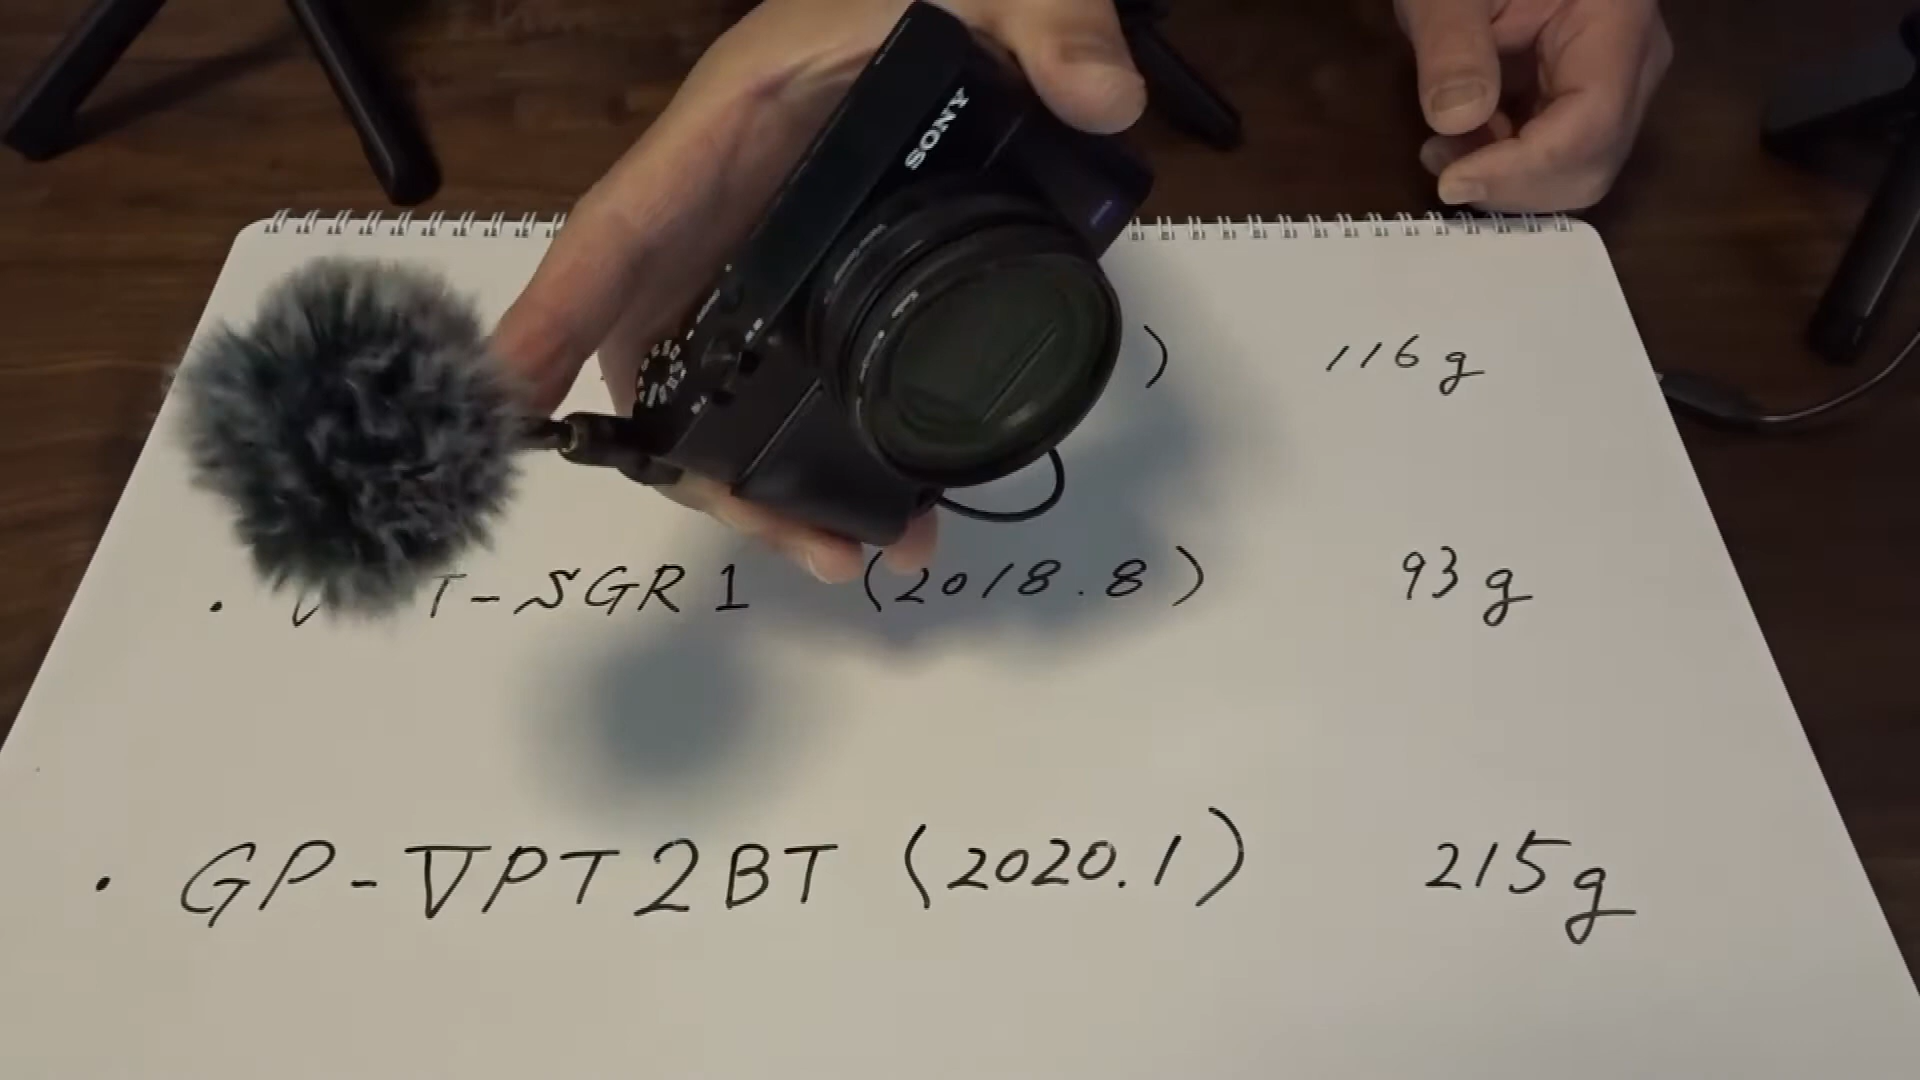 SONY
) 116g
・ T-SGR1 (2018.8) 93g
・GP-VPT2BT (2020.1) 215g